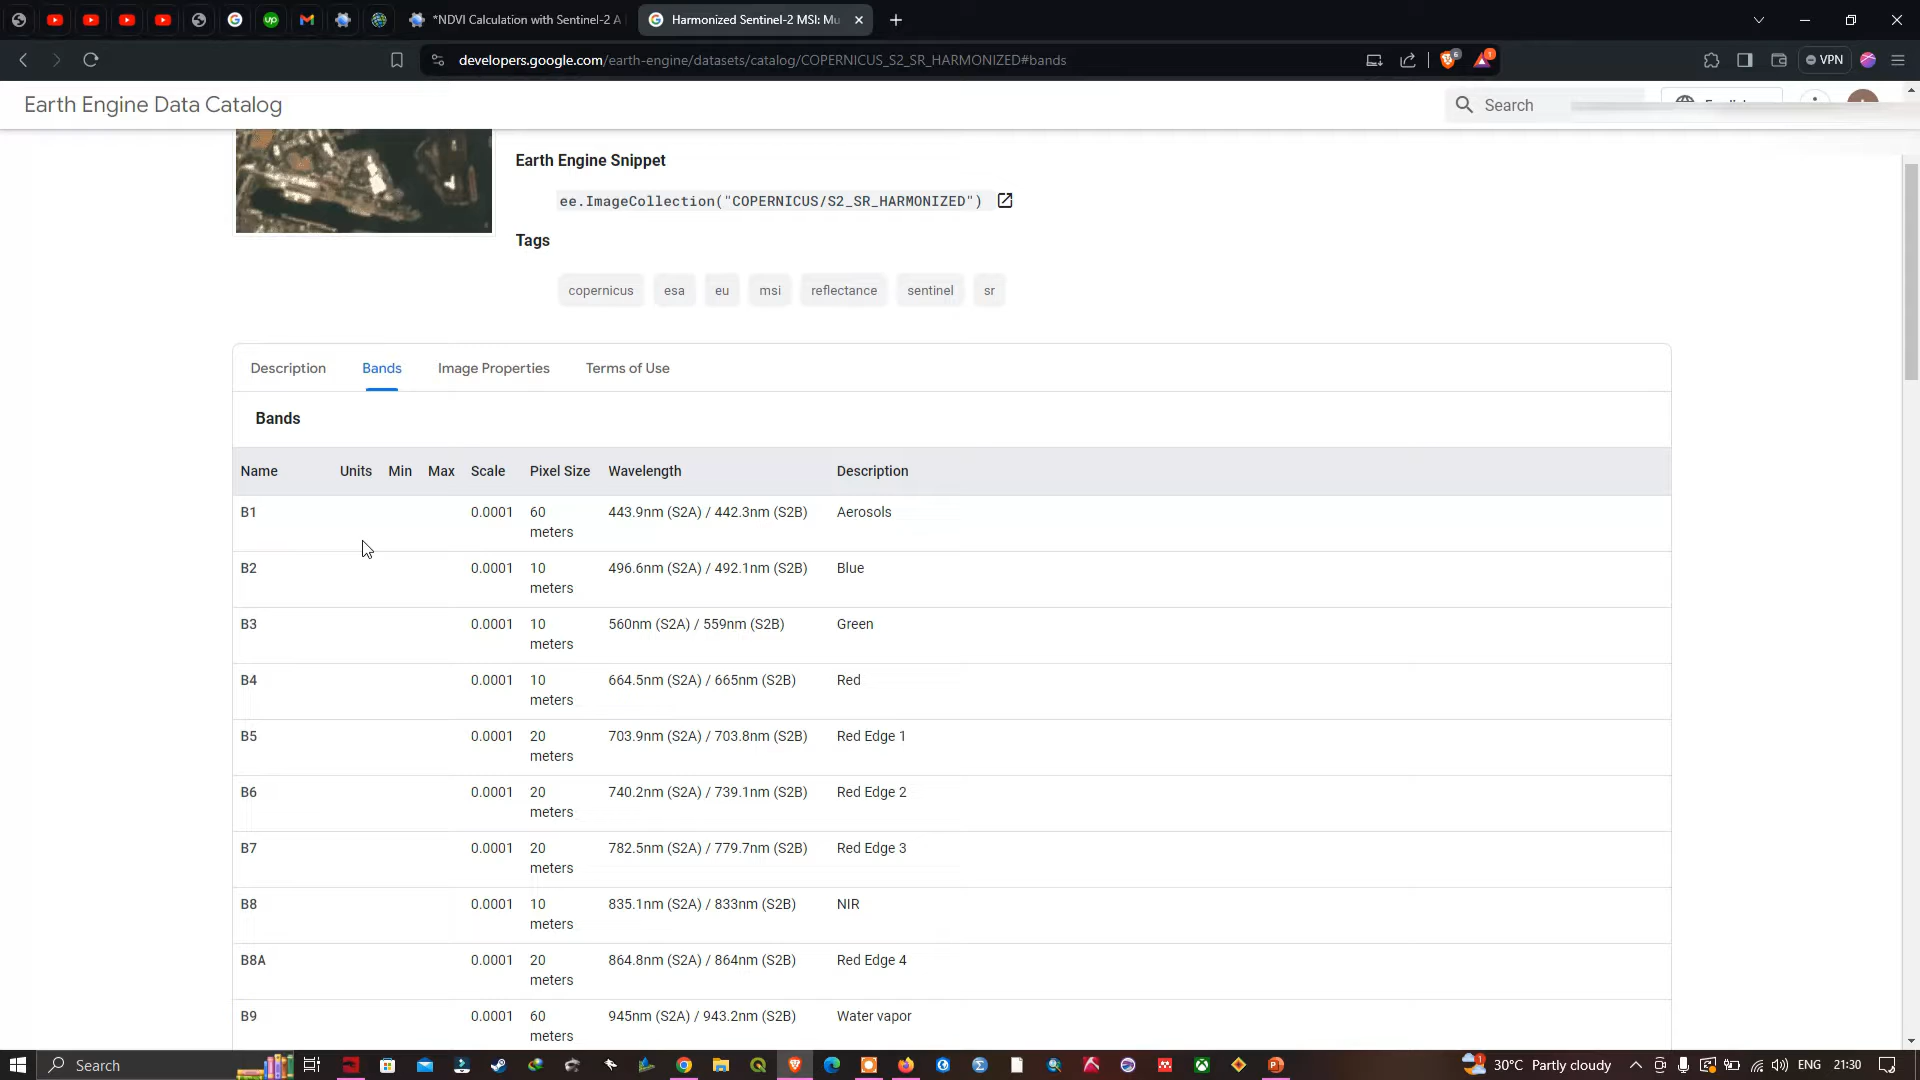 *NDVI Calculation with Sentinel-2 A
Harmonized Sentinel-2 MSI: Mu
developers.google.com/earth-engine/datasets/catalog/COPERNICUS_S2_SR_HARMONIZED#bands
VPN
Earth Engine Data Catalog
Search
Earth Engine Snippet
ee.ImageCollection("COPERNICUS/S2_SR_HARMONIZED")
Tags
copernicus esa eu msi reflectance sentinel sr
Description Bands Image Properties Terms of Use
Bands
Name Units Min Max Scale Pixel Size Wavelength Description
B1 0.0001 60 meters 443.9nm (S2A) / 442.3nm (S2B) Aerosols
B2 0.0001 10 meters 496.6nm (S2A) / 492.1nm (S2B) Blue
B3 0.0001 10 meters 560nm (S2A) / 559nm (S2B) Green
B4 0.0001 10 meters 664.5nm (S2A) / 665nm (S2B) Red
B5 0.0001 20 meters 703.9nm (S2A) / 703.8nm (S2B) Red Edge 1
B6 0.0001 20 meters 740.2nm (S2A) / 739.1nm (S2B) Red Edge 2
B7 0.0001 20 meters 782.5nm (S2A) / 779.7nm (S2B) Red Edge 3
B8 0.0001 10 meters 835.1nm (S2A) / 833nm (S2B) NIR
B8A 0.0001 20 meters 864.8nm (S2A) / 864nm (S2B) Red Edge 4
B9 0.0001 60 meters 945nm (S2A) / 943.2nm (S2B) Water vapor
Search
30°C Partly cloudy
ENG
21:30